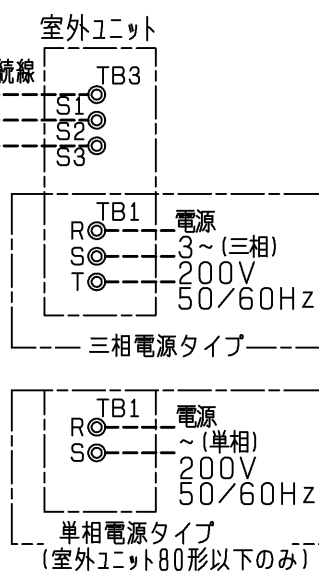 室外ユニット
続線
TB3
S1
S2
S3
TB1
R 電源
S 3~(三相)
T 200V
50/60Hz
三相電源タイプ
TB1
R 電源
S ~(単相)
200V
50/60Hz
単相電源タイプ
(室外ユニット80形以下のみ)